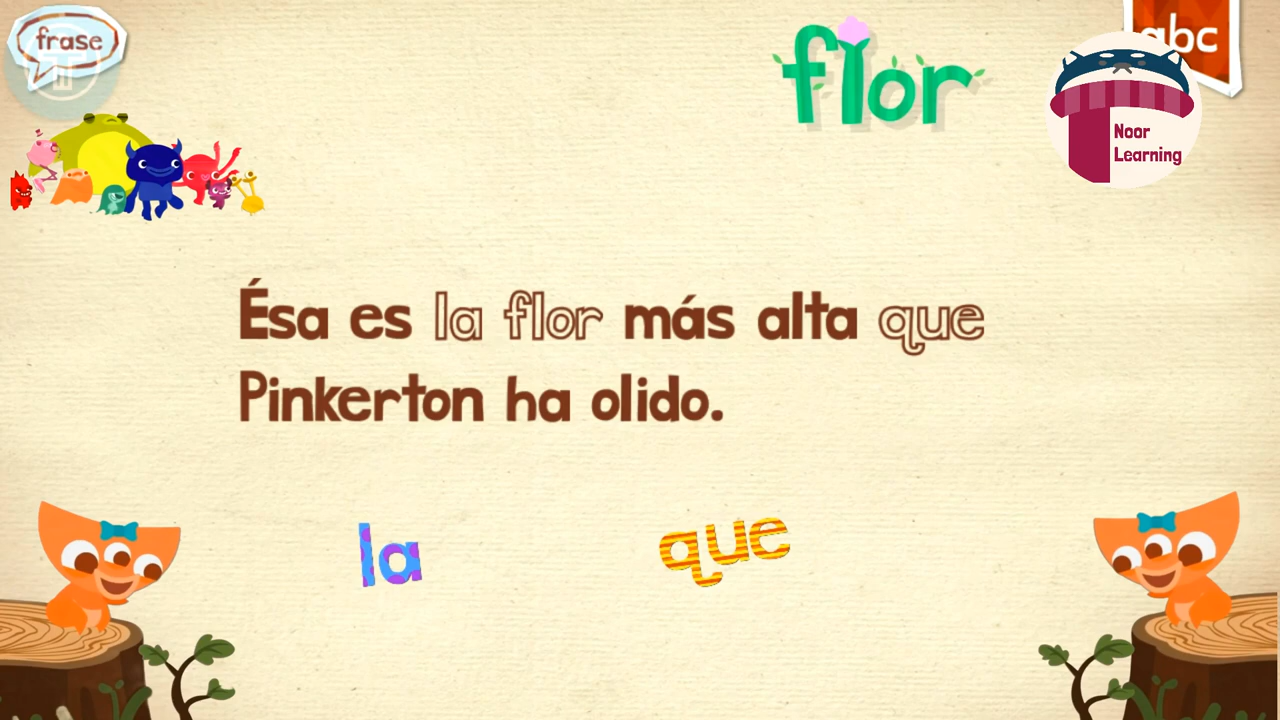 frase
flor
abc
Noor
Learning
Ésa es la flor más alta que
Pinkerton ha olido.
la
que